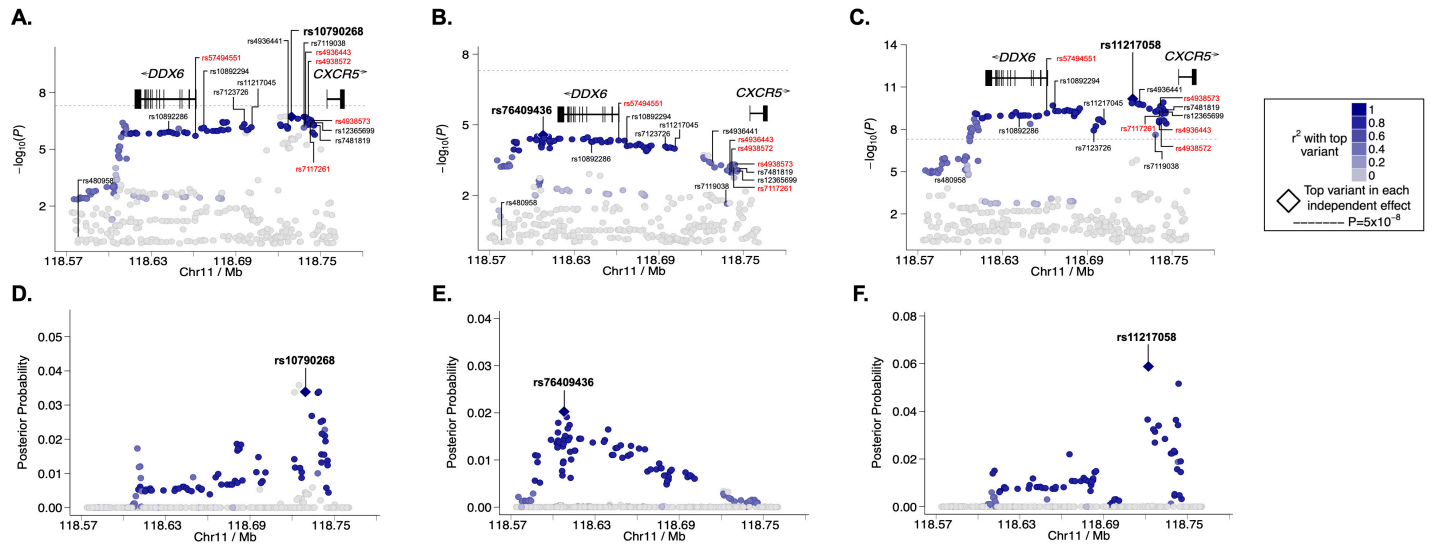 A.
rs10790268
rs4936441
rs7119038
rs4936443
rs4938572
rs57494551
<DDX6
CXCR5>
rs10892294
rs11217045
rs7123726
rs10892286
rs4938573
rs12365699
rs7481819
rs7117261
rs480958
8
5
2
−log10(P)
118.57
118.63
118.69
118.75
Chr11 / Mb
B.
8
5
2
−log10(P)
<DDX6
CXCR5>
rs76409436
rs57494551
rs10892294
rs7123726
rs11217045
rs4936441
rs4936443
rs4938572
rs10892286
rs4938573
rs7481819
rs12365699
rs7117261
rs7119038
rs480958
118.57
118.63
118.69
118.75
Chr11 / Mb
C.
14
11
8
5
2
−log10(P)
rs11217058
rs57494551
<DDX6
CXCR5>
rs10892294
rs4936441
rs11217045
rs4938573
rs7481819
rs12365699
rs10892286
rs7117261
rs4936443
rs7123726
rs4938572
rs7119038
rs480958
118.57
118.63
118.69
118.75
Chr11 / Mb
r² with top
variant
1
0.8
0.6
0.4
0.2
0
Top variant in each
independent effect
P=5x10⁻⁸
D.
0.05
0.04
0.03
0.02
0.01
0.00
Posterior Probability
rs10790268
118.57
118.63
118.69
118.75
Chr11 / Mb
E.
0.04
0.03
0.02
0.01
0.00
Posterior Probability
rs76409436
118.57
118.63
118.69
118.75
Chr11 / Mb
F.
0.08
0.06
0.04
0.02
0.00
Posterior Probability
rs11217058
118.57
118.63
118.69
118.75
Chr11 / Mb